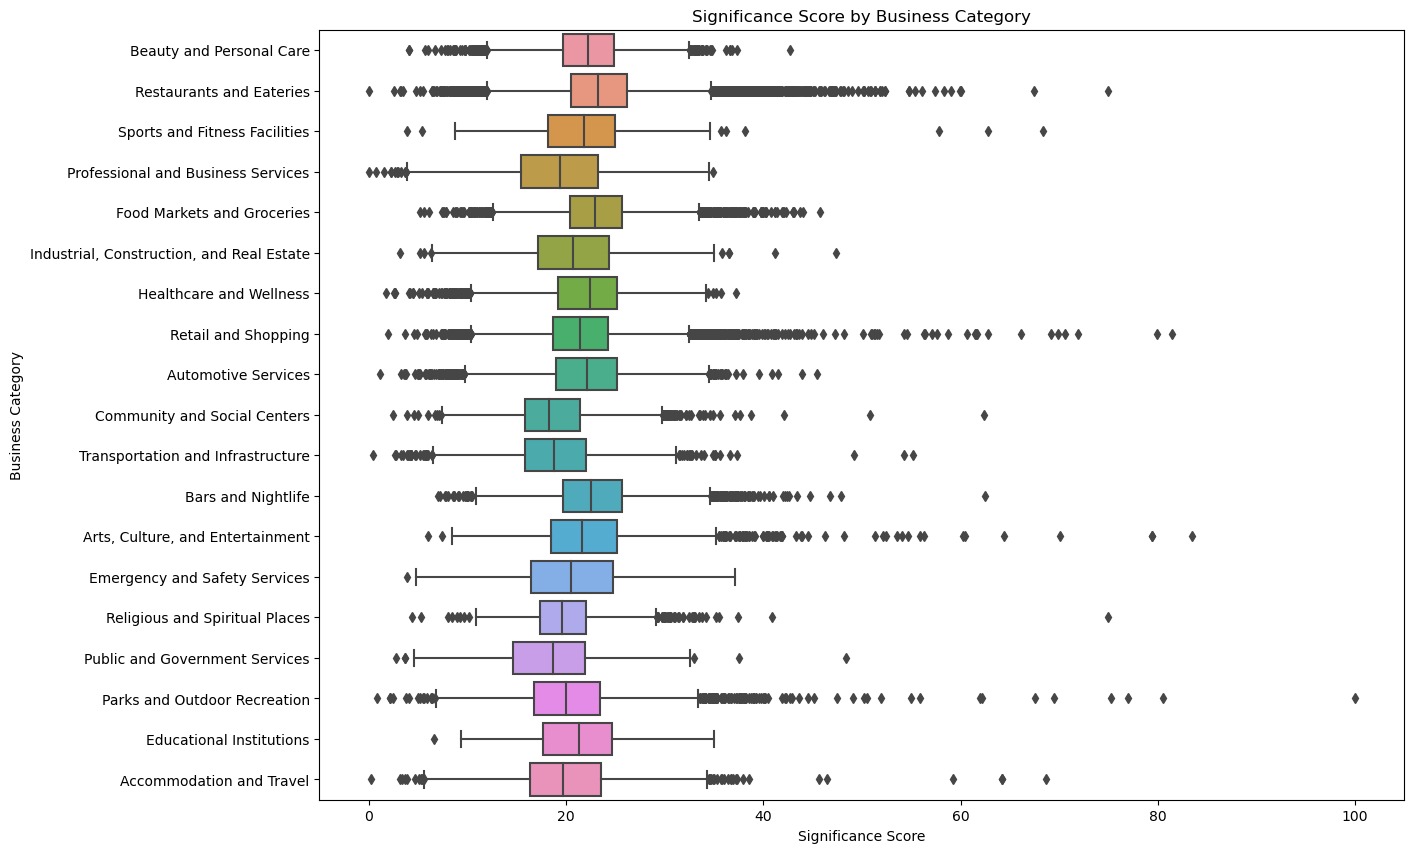 Significance Score by Business Category
Beauty and Personal Care
Restaurants and Eateries
Sports and Fitness Facilities
Professional and Business Services
Food Markets and Groceries
Industrial, Construction, and Real Estate
Healthcare and Wellness
Retail and Shopping
Automotive Services
Community and Social Centers
Transportation and Infrastructure
Bars and Nightlife
Arts, Culture, and Entertainment
Emergency and Safety Services
Religious and Spiritual Places
Public and Government Services
Parks and Outdoor Recreation
Educational Institutions
Accommodation and Travel
Business Category
0 20 40 60 80 100
Significance Score